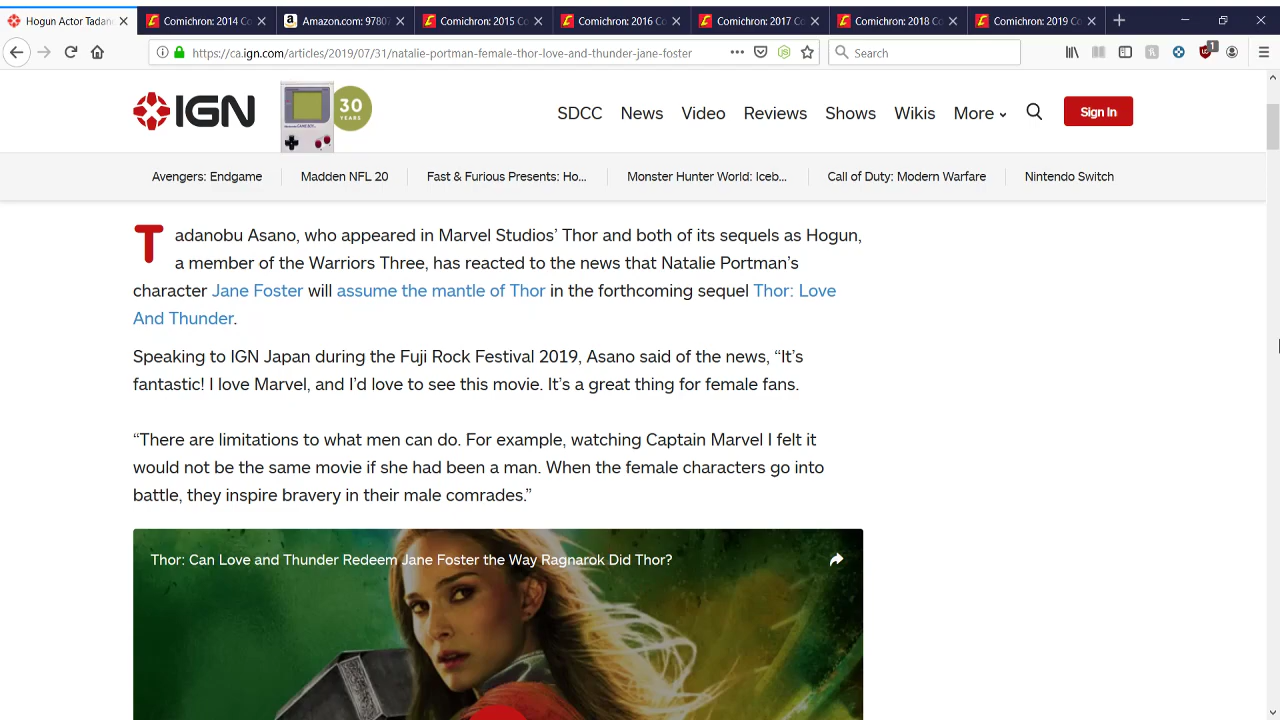 Hogun Actor Tadan
Comichron: 2014 Co
Amazon.com: 9780
Comichron: 2015 Co
Comichron: 2016 Co
Comichron: 2017 Co
Comichron: 2018 Co
Comichron: 2019 Co
https://ca.ign.com/articles/2019/07/31/natalie-portman-female-thor-love-and-thunder-jane-foster
Search
1
IGN
30
YEARS
SDCC
News
Video
Reviews
Shows
Wikis
More
Sign In
Avengers: Endgame
Madden NFL 20
Fast & Furious Presents: Ho...
Monster Hunter World: Iceb...
Call of Duty: Modern Warfare
Nintendo Switch
Tadanobu Asano, who appeared in Marvel Studios’ Thor and both of its sequels as Hogun,
a member of the Warriors Three, has reacted to the news that Natalie Portman’s
character Jane Foster will assume the mantle of Thor in the forthcoming sequel Thor: Love
And Thunder.
Speaking to IGN Japan during the Fuji Rock Festival 2019, Asano said of the news, “It’s
fantastic! I love Marvel, and I’d love to see this movie. It’s a great thing for female fans.
“There are limitations to what men can do. For example, watching Captain Marvel I felt it
would not be the same movie if she had been a man. When the female characters go into
battle, they inspire bravery in their male comrades.”
Thor: Can Love and Thunder Redeem Jane Foster the Way Ragnarok Did Thor?